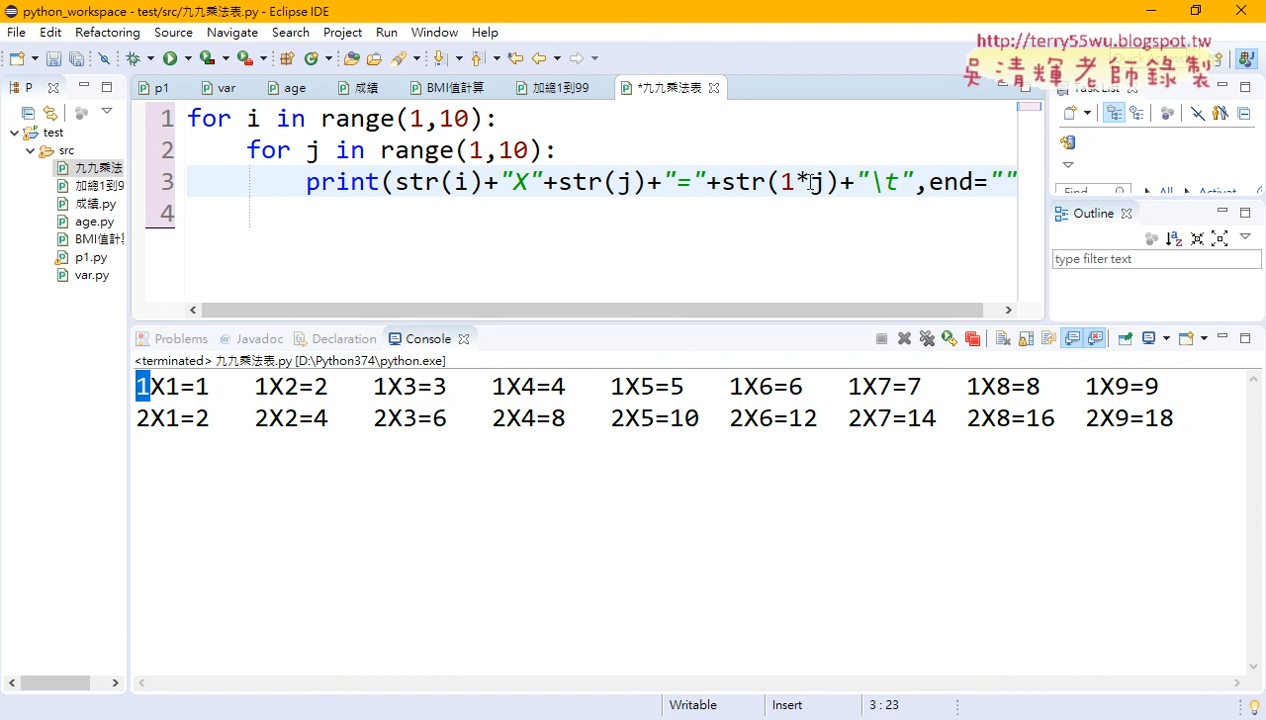 python_workspace - test/src/九九乘法表.py - Eclipse IDE
File Edit Refactoring Source Navigate Search Project Run Window Help
http://terry55wu.blogspot.tw
吳清輝老師錄製
P
p1 var age 成績 BMI值計算 加總1到99 *九九乘法表
Task List
test
src
九九乘法
加總1到9
成績.py
age.py
BMI值計
p1.py
var.py
1 for i in range(1,10):
2 for j in range(1,10):
3 print(str(i)+"X"+str(j)+"="+str(1*j)+"\t",end=""
4
Find All Activat
Outline
type filter text
Problems Javadoc Declaration Console
<terminated> 九九乘法表.py [D:\Python374\python.exe]
1X1=1 1X2=2 1X3=3 1X4=4 1X5=5 1X6=6 1X7=7 1X8=8 1X9=9
2X1=2 2X2=4 2X3=6 2X4=8 2X5=10 2X6=12 2X7=14 2X8=16 2X9=18
Writable Insert 3 : 23